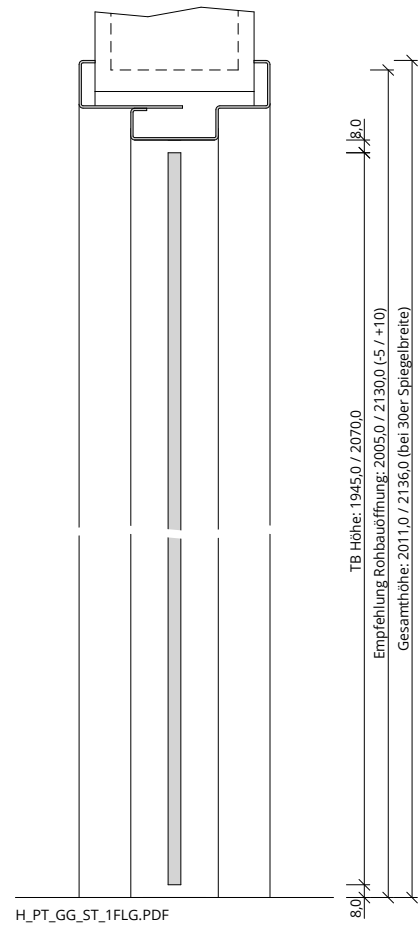 8,0
TB Höhe: 1945,0 / 2070,0
Empfehlung Rohbauöffnung: 2005,0 / 2130,0 (-5 / +10)
Gesamthöhe: 2011,0 / 2136,0 (bei 30er Spiegelbreite)
8,0
H_PT_GG_ST_1FLG.PDF